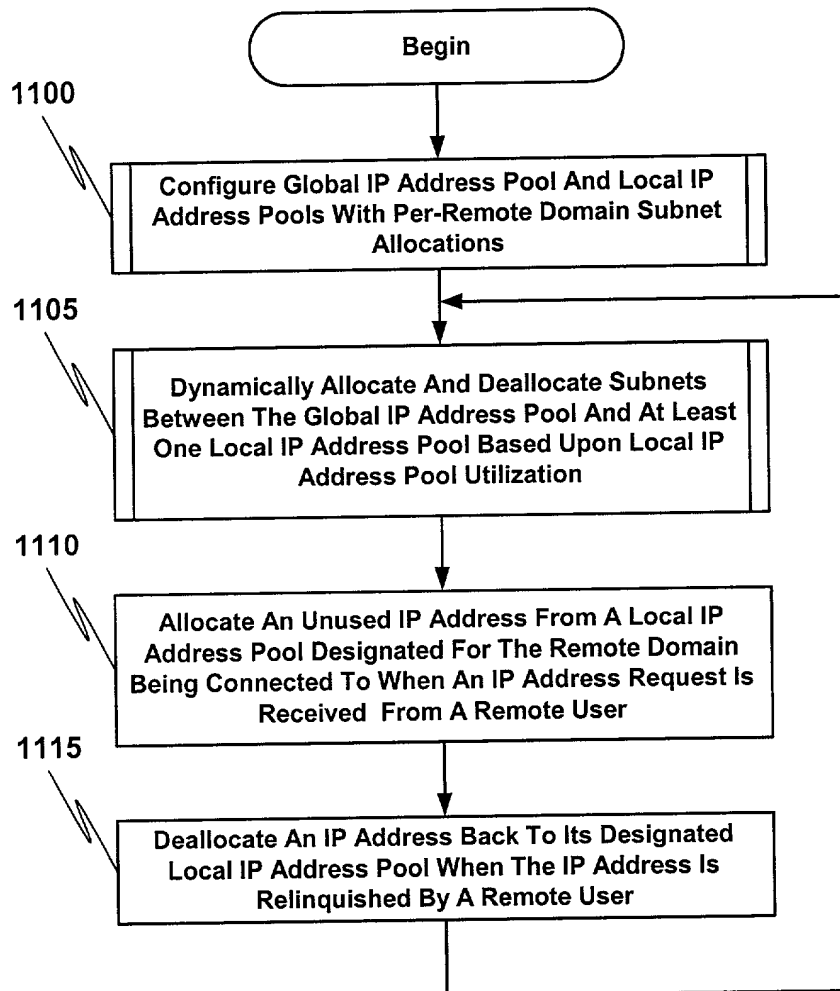 Begin
1100
Configure Global IP Address Pool And Local IP
Address Pools With Per-Remote Domain Subnet
Allocations
1105
Dynamically Allocate And Deallocate Subnets
Between The Global IP Address Pool And At Least
One Local IP Address Pool Based Upon Local IP
Address Pool Utilization
1110
Allocate An Unused IP Address From A Local IP
Address Pool Designated For The Remote Domain
Being Connected To When An IP Address Request Is
Received From A Remote User
1115
Deallocate An IP Address Back To Its Designated
Local IP Address Pool When The IP Address Is
Relinquished By A Remote User